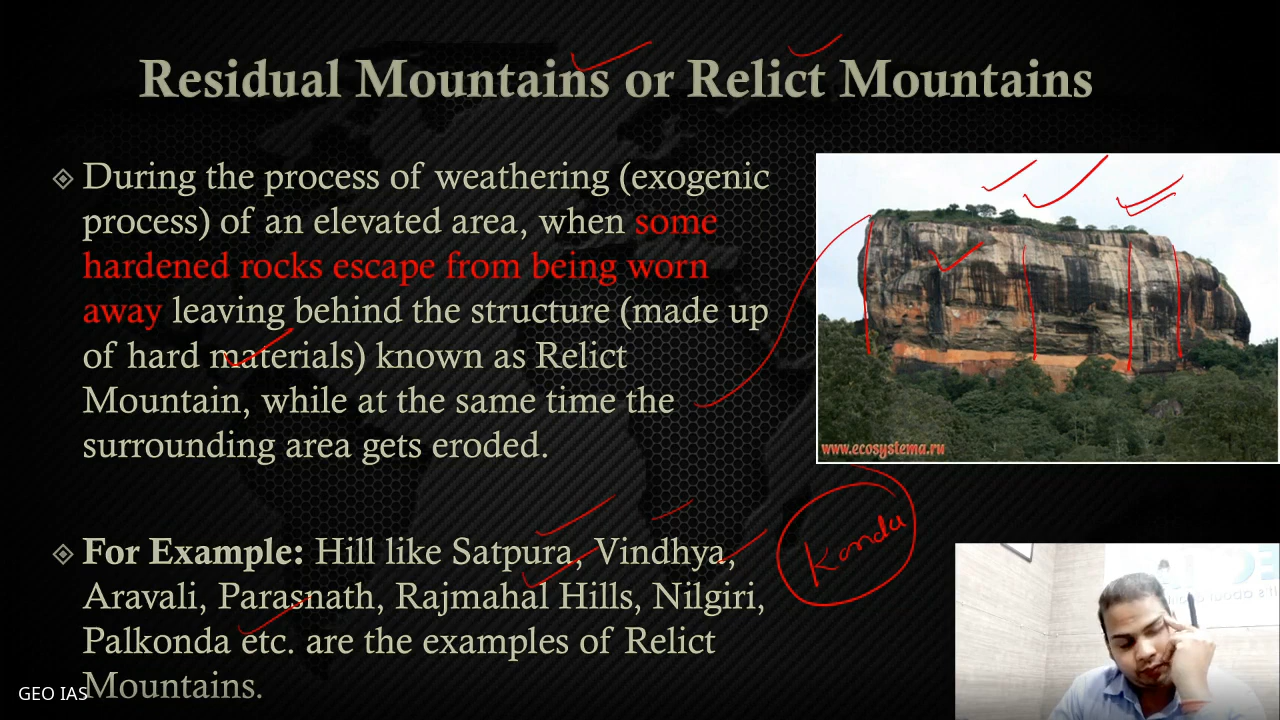 Residual Mountains or Relict Mountains
During the process of weathering (exogenic
process) of an elevated area, when some
hardened rocks escape from being worn
away leaving behind the structure (made up
of hard materials) known as Relict
Mountain, while at the same time the
surrounding area gets eroded.
www.ecosystema.ru
Konda
For Example: Hill like Satpura, Vindhya,
Aravali, Parasnath, Rajmahal Hills, Nilgiri,
Palkonda etc. are the examples of Relict
Mountains.
GEO IAS